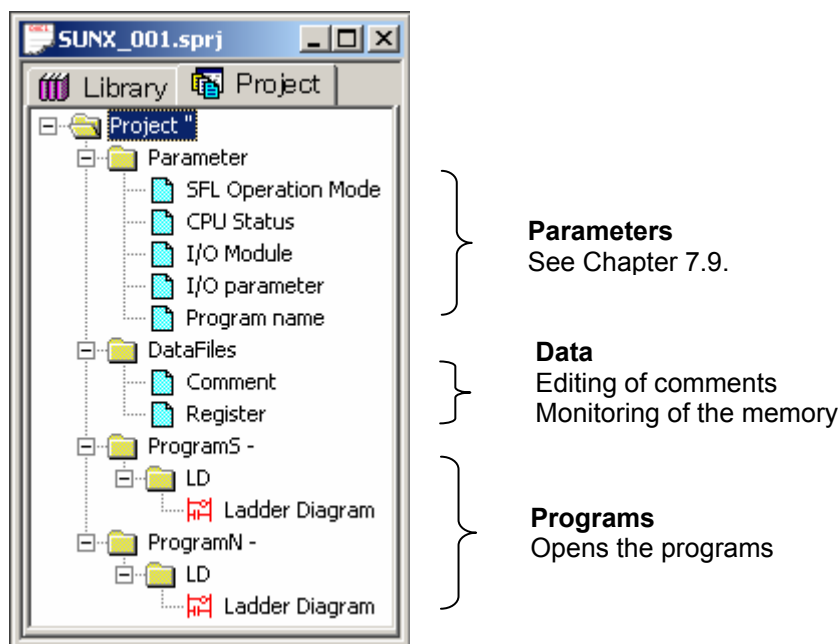 SUNX_001.sprj
Library Project
Project "
Parameter
SFL Operation Mode
CPU Status
I/O Module
I/O parameter
Program name
DataFiles
Comment
Register
ProgramS -
LD
Ladder Diagram
ProgramN -
LD
Ladder Diagram
Parameters
See Chapter 7.9.
Data
Editing of comments
Monitoring of the memory
Programs
Opens the programs